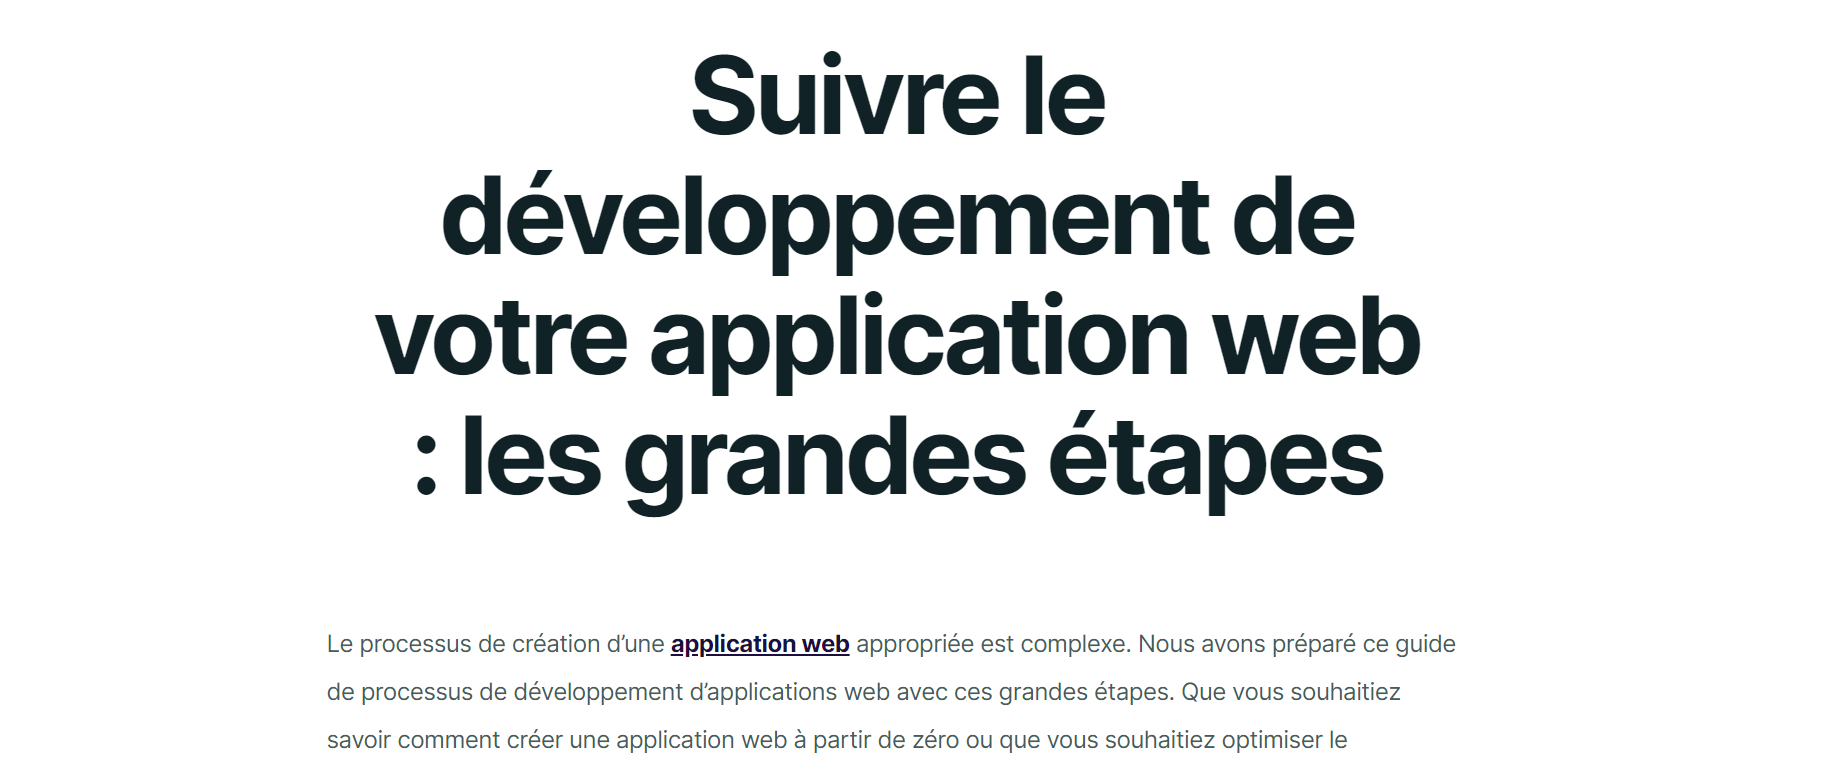 Suivre le
développement de
votre application web
: les grandes étapes
Le processus de création d’une application web appropriée est complexe. Nous avons préparé ce guide
de processus de développement d’applications web avec ces grandes étapes. Que vous souhaitiez
savoir comment créer une application web à partir de zéro ou que vous souhaitiez optimiser le